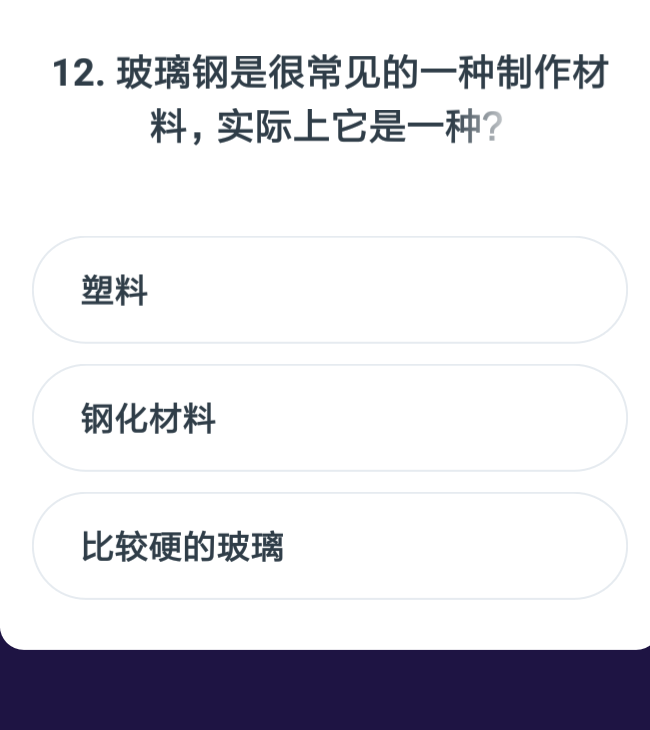 12. 玻璃钢是很常见的一种制作材
料，实际上它是一种?
塑料
钢化材料
比较硬的玻璃